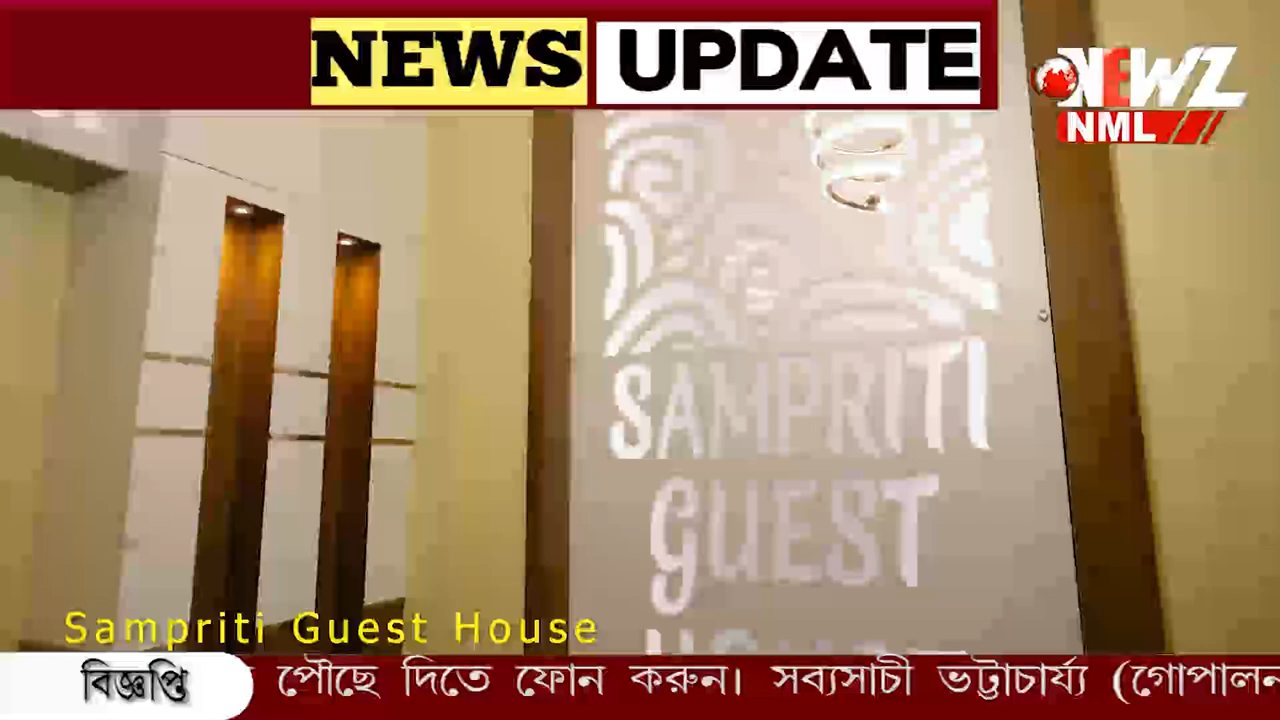 NEWS UPDATE
NEWZ
NML
SAMPRITI
GUEST
Sampriti Guest House
বিজ্ঞপ্তি
পৌছে দিতে ফোন করুন। সব্যসাচী ভট্টাচার্য্য (গোপালন